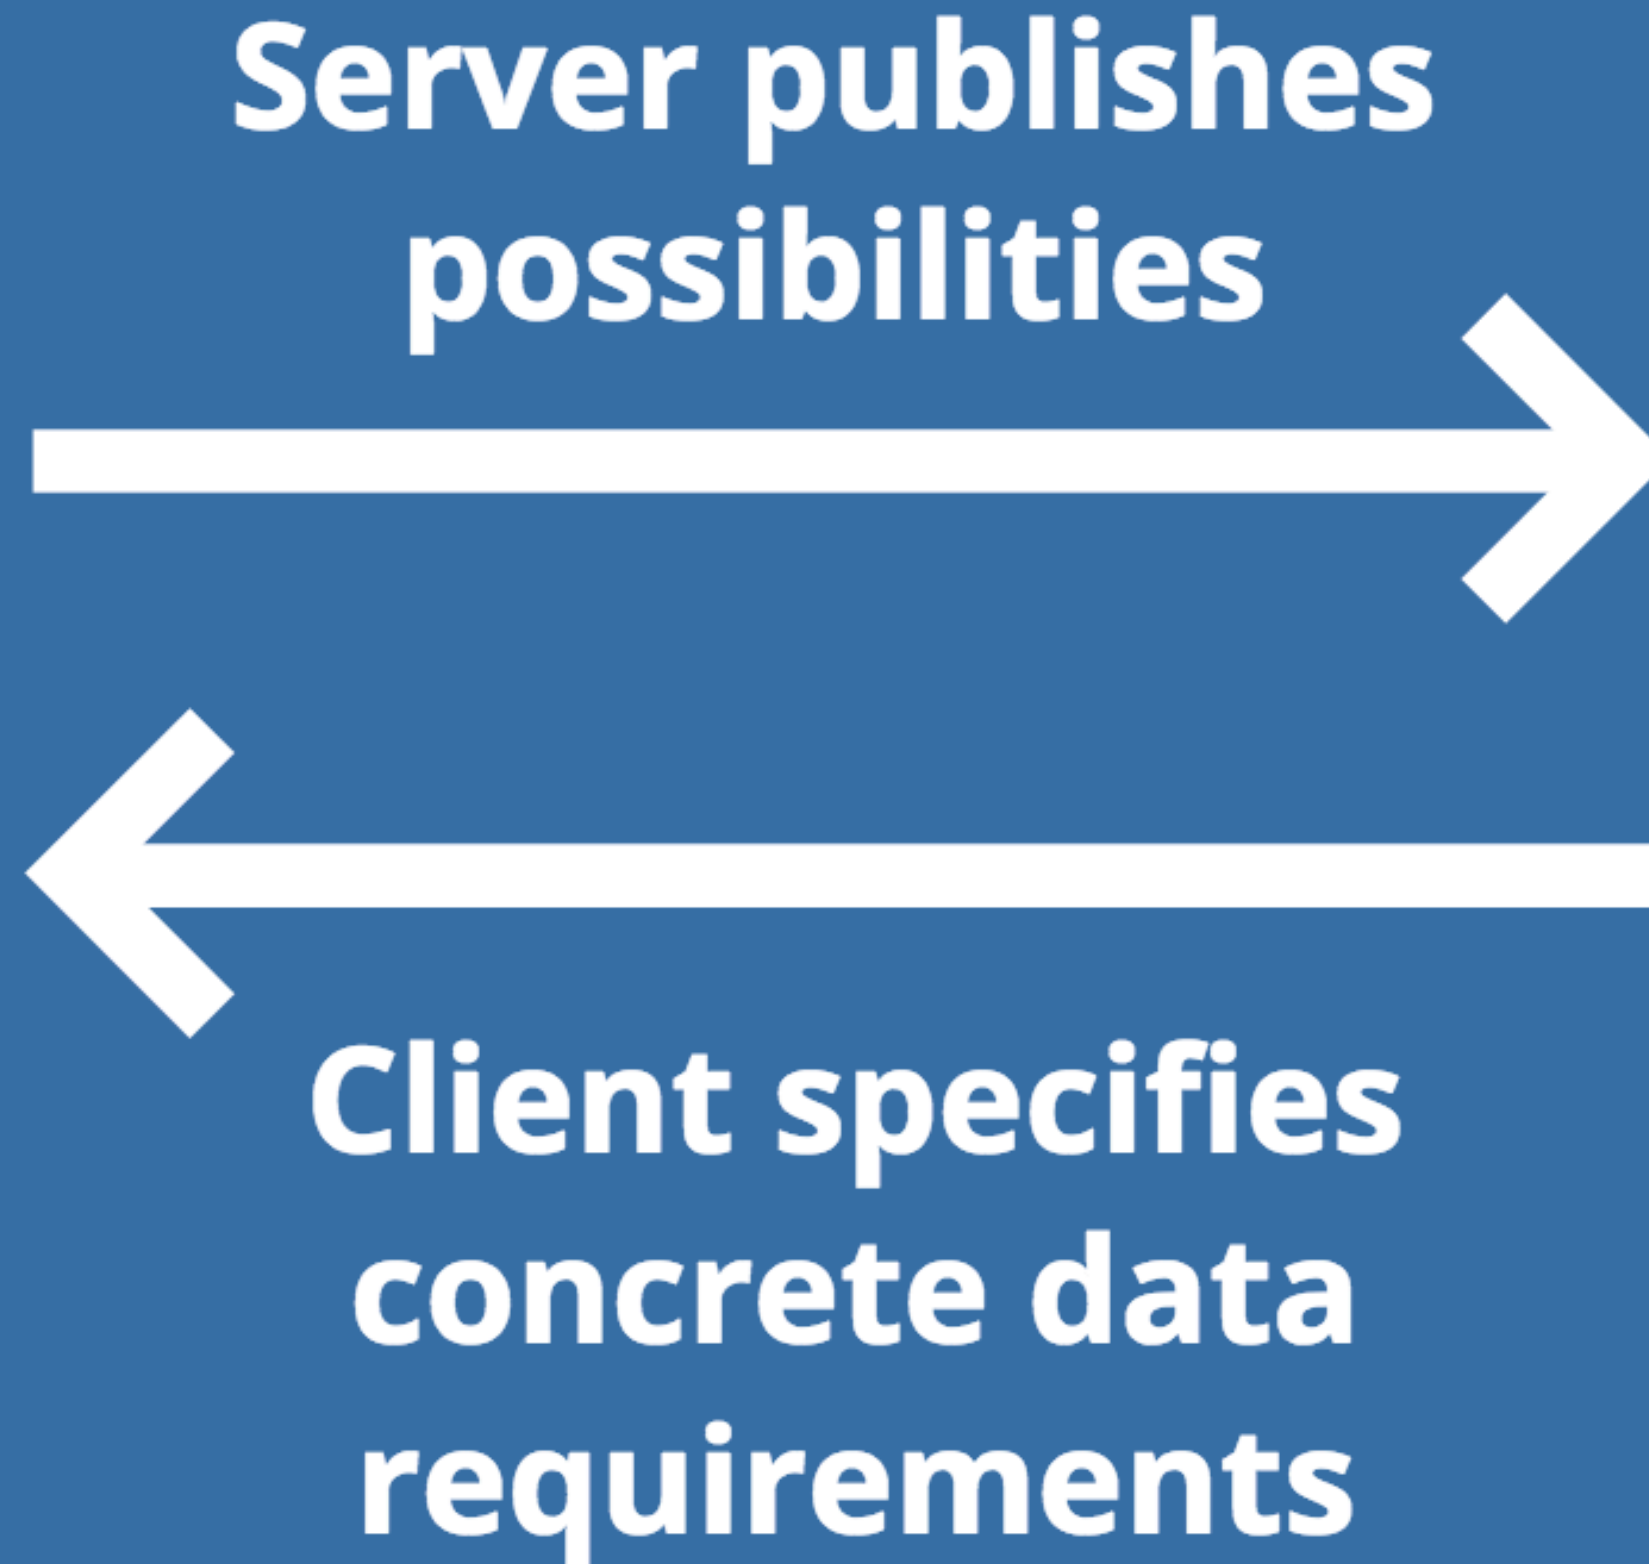 Server publishes
possibilities
Client specifies
concrete data
requirements